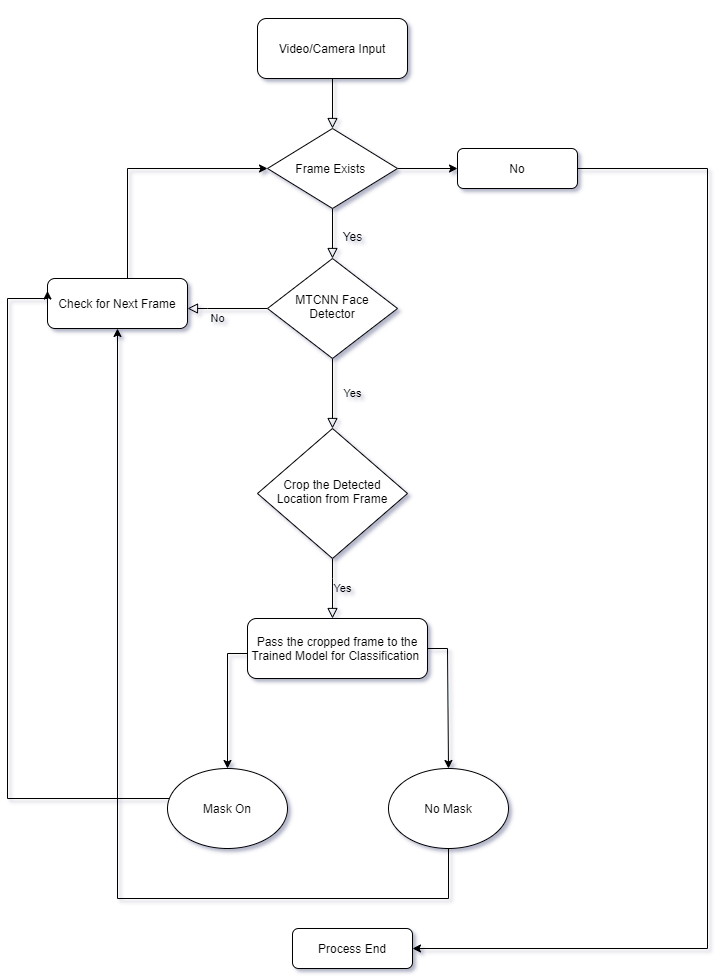 Video/Camera Input
Frame Exists
No
Yes
Check for Next Frame
MTCNN Face
Detector
No
Yes
Crop the Detected
Location from Frame
Yes
Pass the cropped frame to the
Trained Model for Classification
Mask On
No Mask
Process End